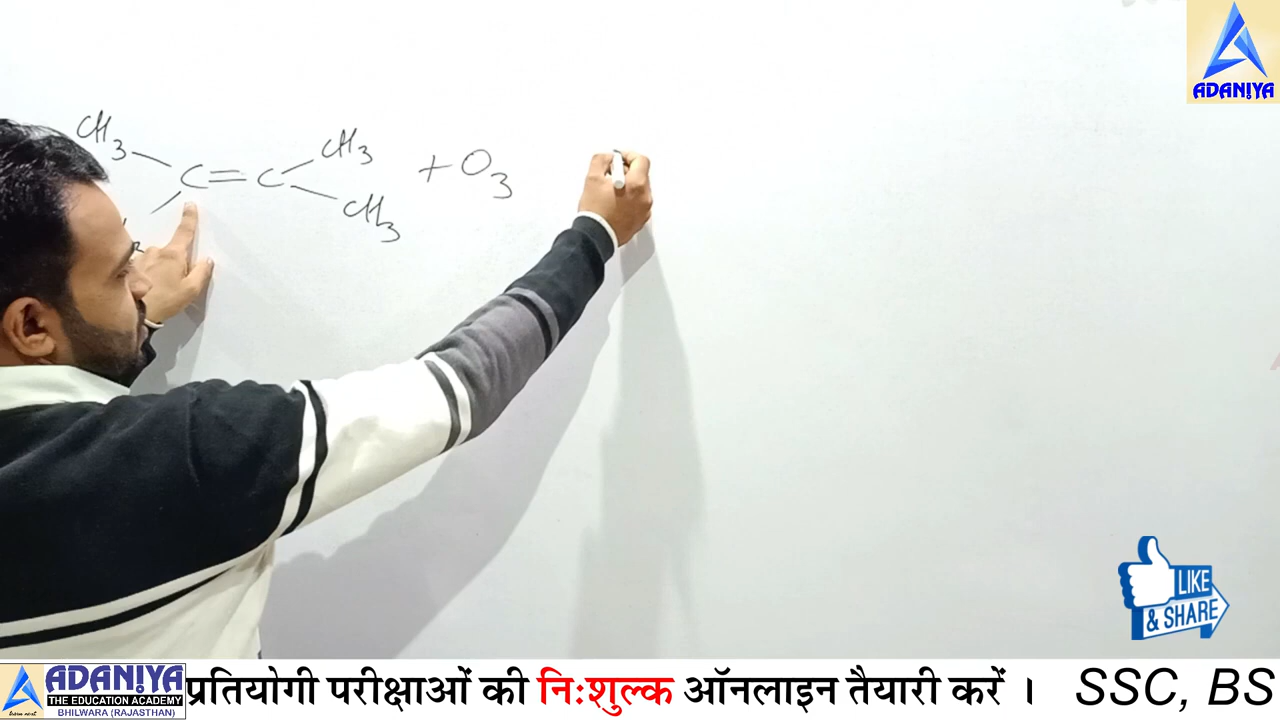 ADANIYA
CH3 CH3
C=C + O3
CH3
LIKE
& SHARE
ADANIYA
THE EDUCATION ACADEMY
BHILWARA (RAJASTHAN)
प्रतियोगी परीक्षाओं की निःशुल्क ऑनलाइन तैयारी करें । SSC, BS